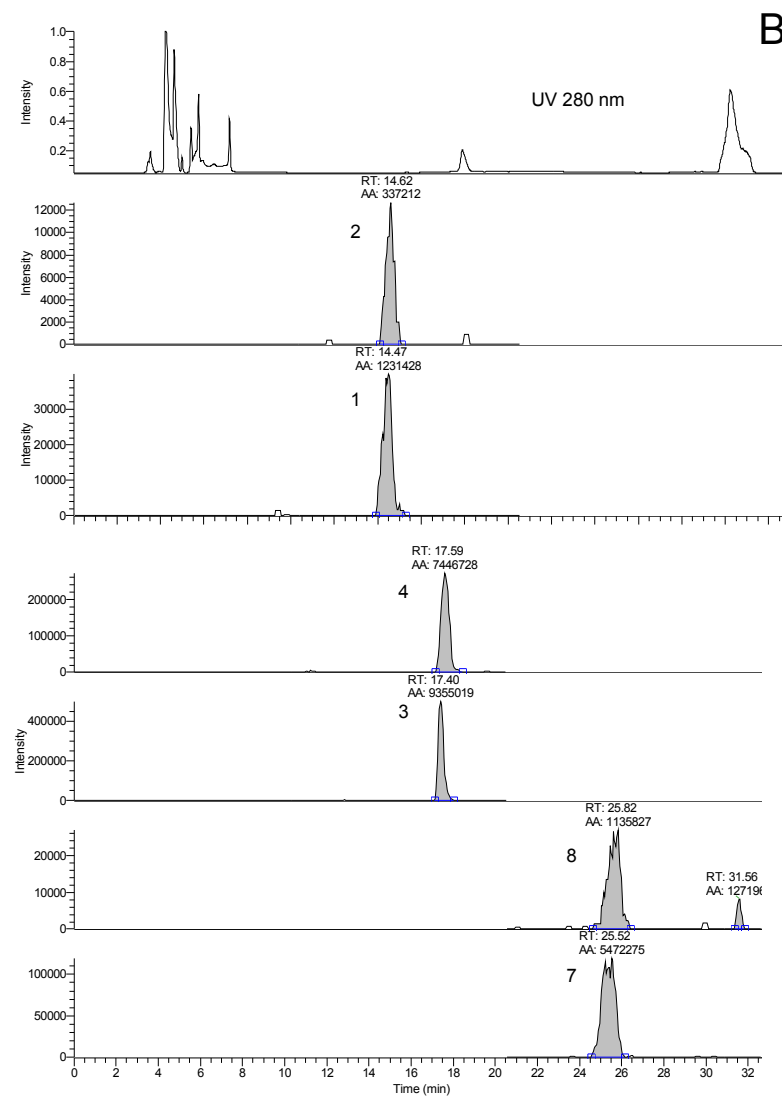 B
1.0
0.8
0.6
0.4
0.2
Intensity
UV 280 nm
RT: 14.62
AA: 337212
12000
10000
8000
6000
4000
2000
0
Intensity
2
RT: 14.47
AA: 1231428
30000
20000
10000
0
Intensity
1
RT: 17.59
AA: 7446728
200000
100000
0
4
RT: 17.40
AA: 9355019
400000
200000
0
Intensity
3
RT: 25.82
AA: 1135827
20000
10000
0
8
RT: 31.56
AA: 127196
RT: 25.52
AA: 5472275
100000
50000
0
7
0 2 4 6 8 10 12 14 16 18 20 22 24 26 28 30 32
Time (min)